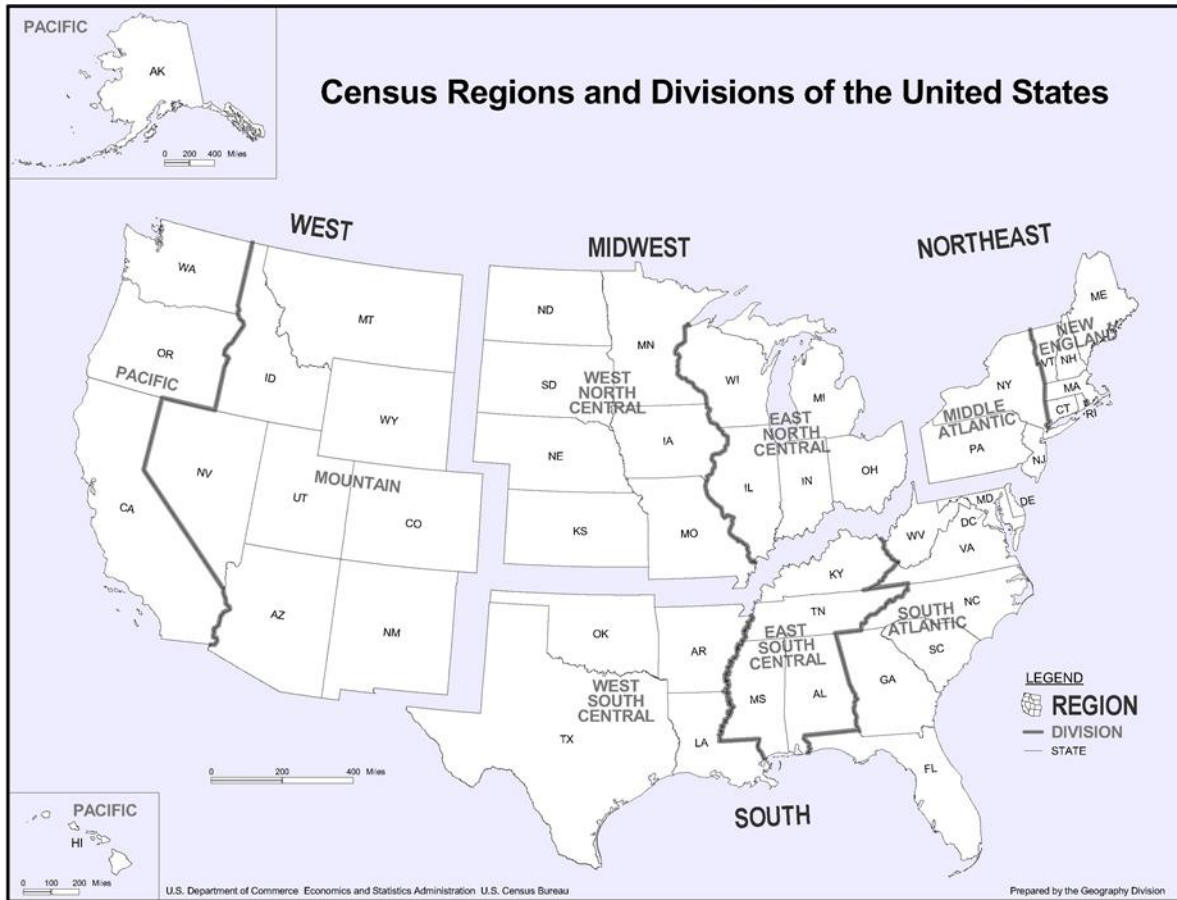 PACIFIC
AK
0 200 400 Miles
Census Regions and Divisions of the United States
WEST
MIDWEST
NORTHEAST
WA
MT
OR
ID
PACIFIC
WY
NV
UT
MOUNTAIN
CO
CA
AZ
NM
ND
MN
SD
WEST
NORTH
CENTRAL
NE
IA
KS
MO
WI
MI
EAST
NORTH
CENTRAL
IL
IN
OH
ME
NEW
ENGLAND
VT
NH
NY
MA
CT
RI
MIDDLE
ATLANTIC
PA
NJ
MD
DE
DC
WV
VA
KY
TN
NC
SOUTH
ATLANTIC
SC
EAST
SOUTH
CENTRAL
MS
AL
GA
FL
OK
AR
WEST
SOUTH
CENTRAL
TX
LA
SOUTH
0 200 400 Miles
LEGEND
REGION
DIVISION
STATE
PACIFIC
HI
0 100 200 Miles
U.S. Department of Commerce Economics and Statistics Administration U.S. Census Bureau
Prepared by the Geography Division